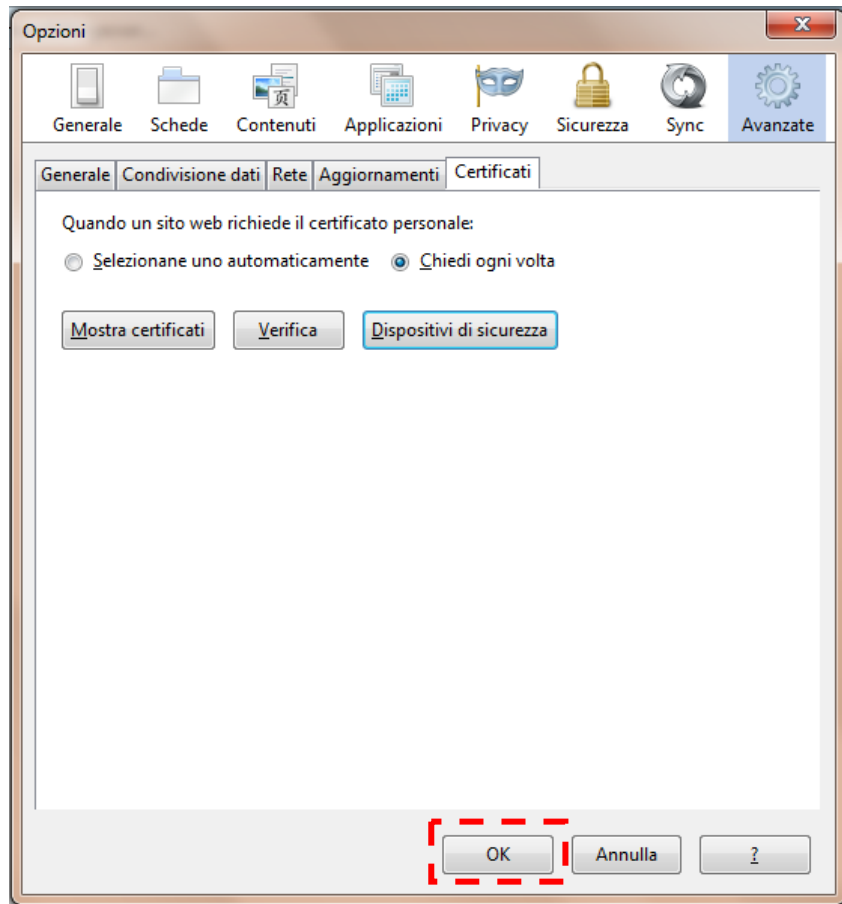 Opzioni
x
页
Generale Schede Contenuti Applicazioni Privacy Sicurezza Sync Avanzate
Generale Condivisione dati Rete Aggiornamenti Certificati
Quando un sito web richiede il certificato personale:
Selezionane uno automaticamente Chiedi ogni volta
Mostra certificati Verifica Dispositivi di sicurezza
OK Annulla ?